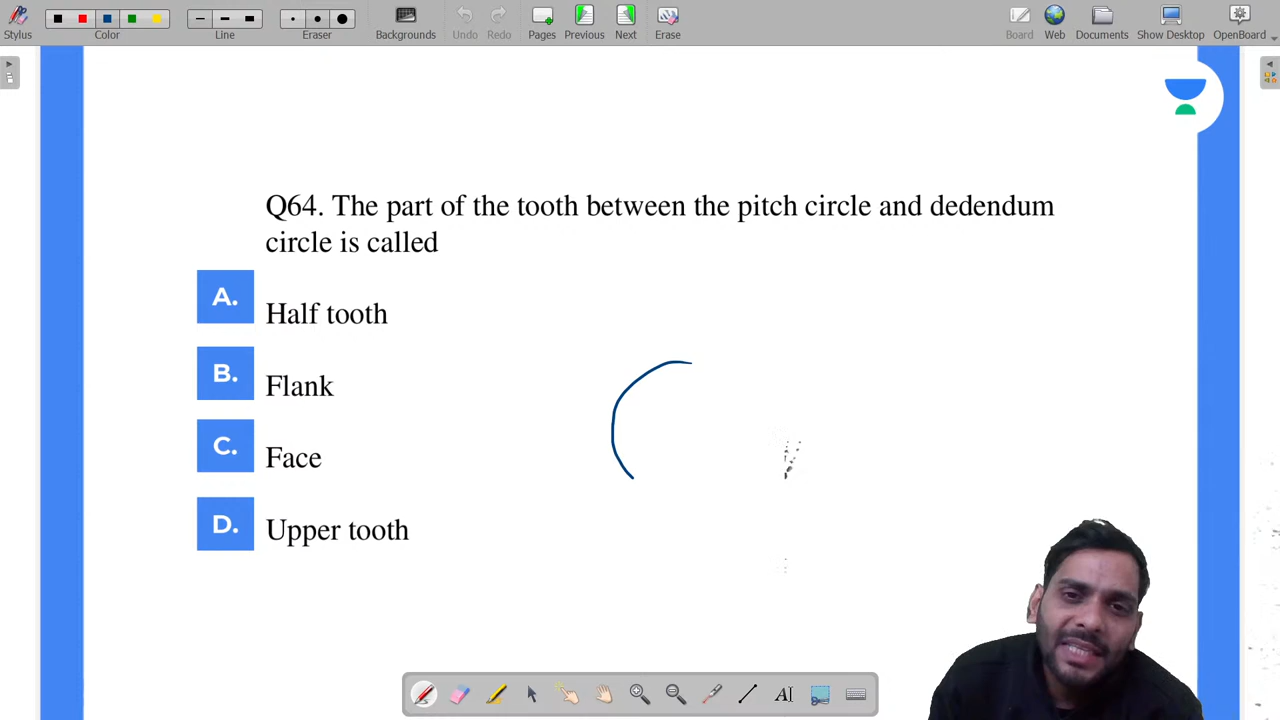 Stylus
Color
Line
Eraser
Backgrounds
Undo
Redo
Pages
Previous
Next
Erase
Board
Web
Documents
Show Desktop
OpenBoard
Q64. The part of the tooth between the pitch circle and dedendum
circle is called
A. Half tooth
B. Flank
C. Face
D. Upper tooth